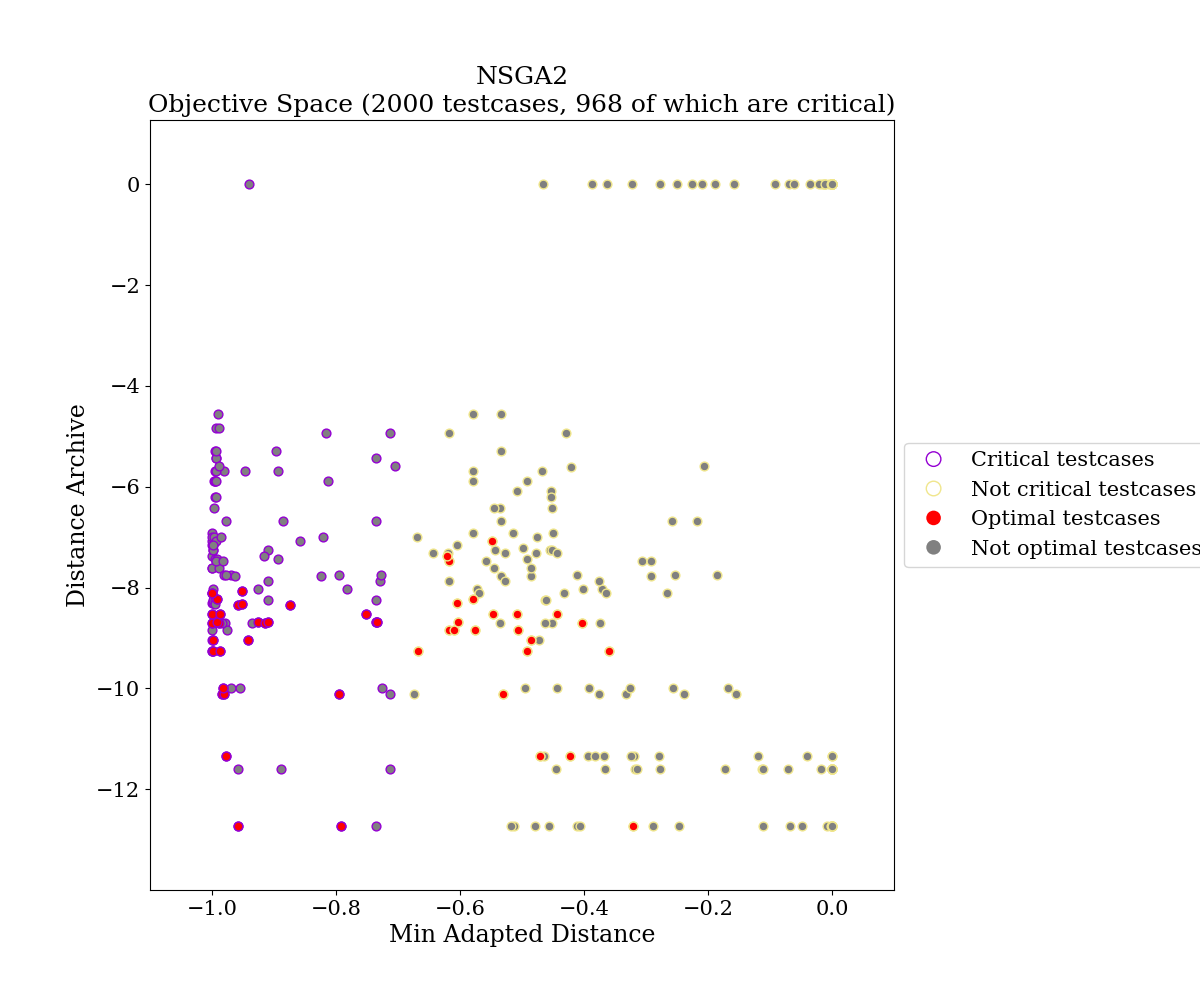 NSGA2
Objective Space (2000 testcases, 968 of which are critical)
0
−2
−4
−6
−8
−10
−12
Distance Archive
−1.0
−0.8
−0.6
−0.4
−0.2
0.0
Min Adapted Distance
Critical testcases
Not critical testcases
Optimal testcases
Not optimal testcases